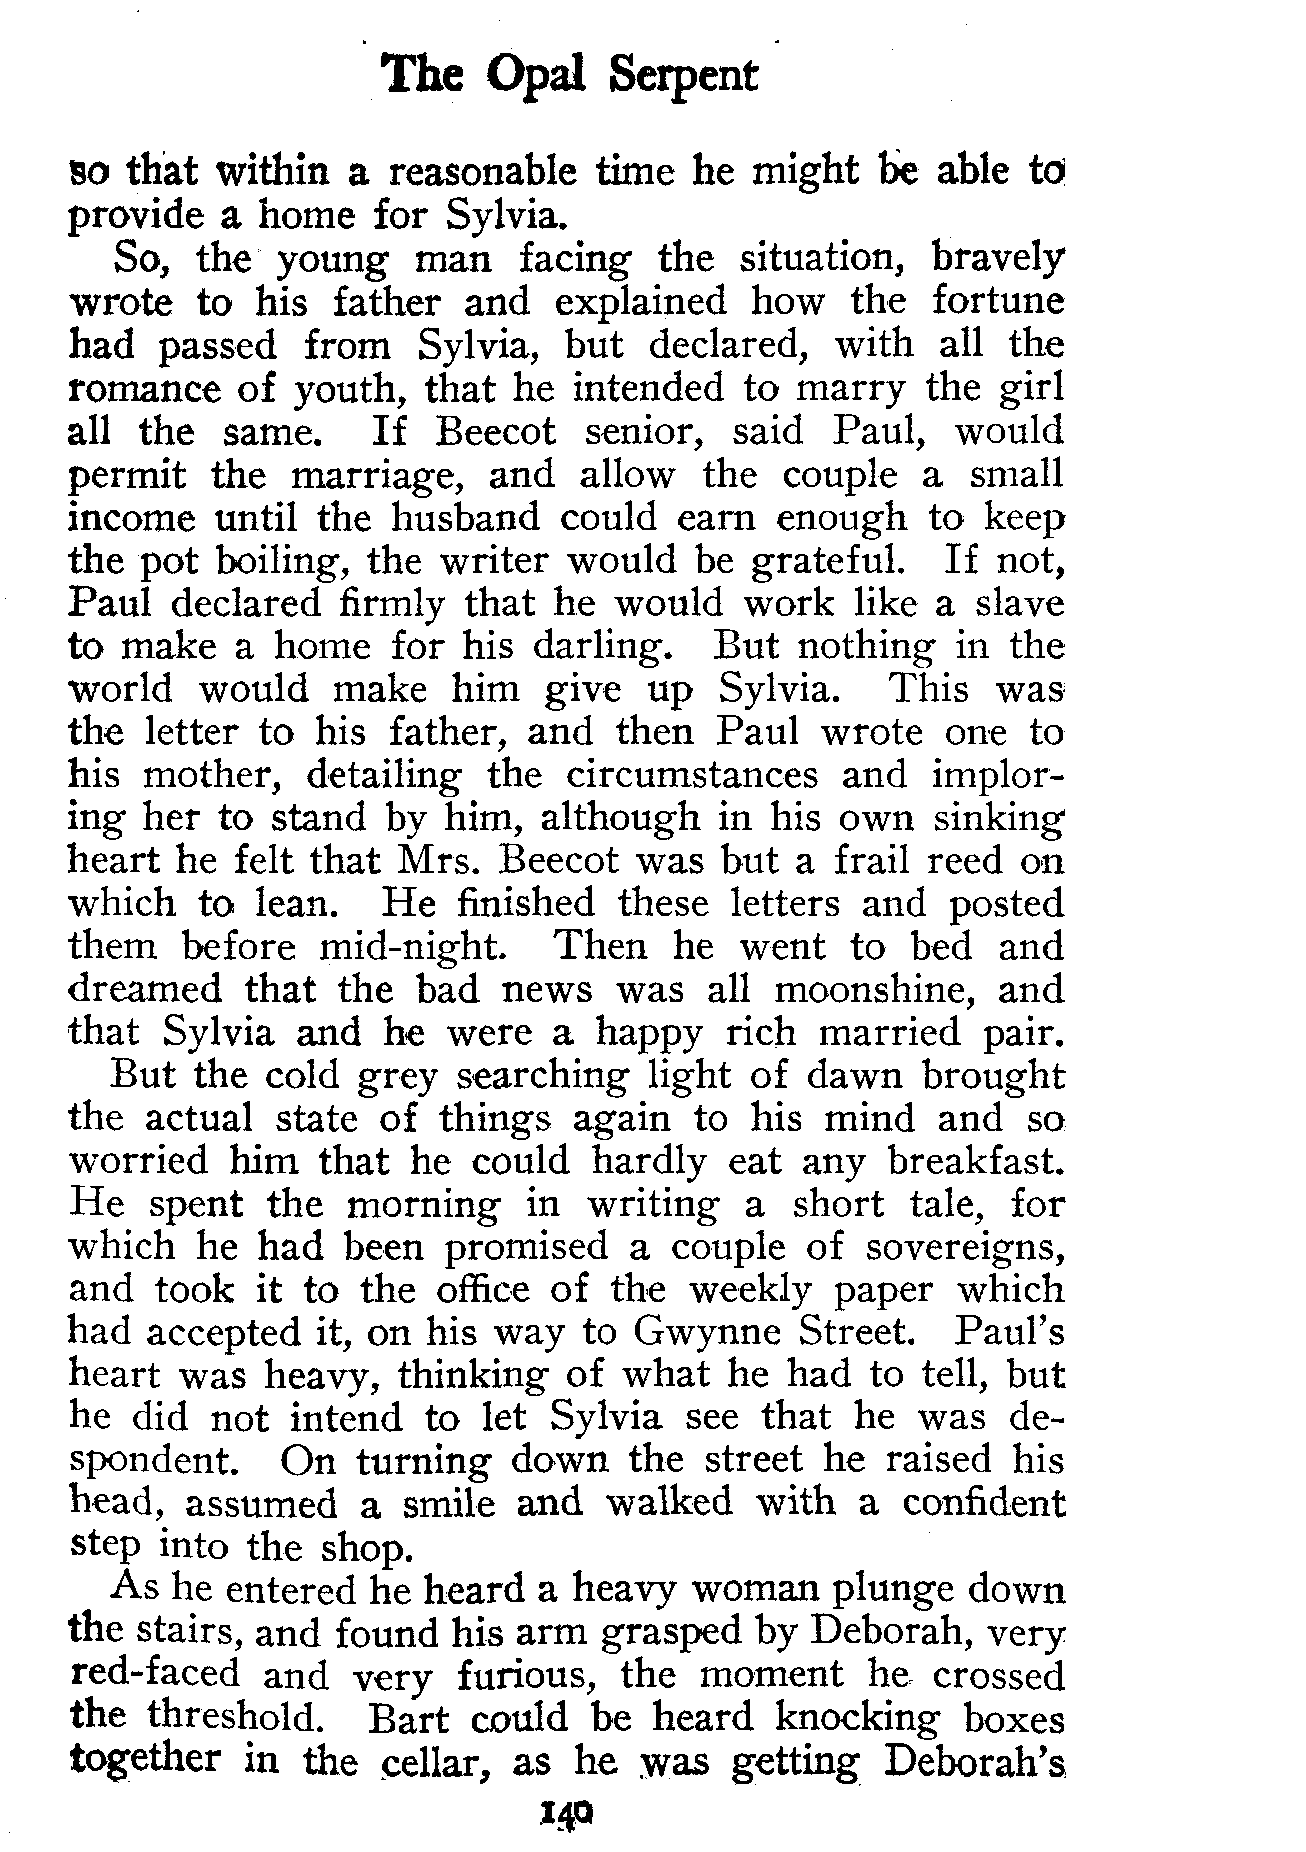 The Opal Serpent
so that within a reasonable time he might be able to
provide a home for Sylvia.
So, the young man facing the situation, bravely
wrote to his father and explained how the fortune
had passed from Sylvia, but declared, with all the
romance of youth, that he intended to marry the girl
all the same. If Beecot senior, said Paul, would
permit the marriage, and allow the couple a small
income until the husband could earn enough to keep
the pot boiling, the writer would be grateful. If not,
Paul declared firmly that he would work like a slave
to make a home for his darling. But nothing in the
world would make him give up Sylvia. This was
the letter to his father, and then Paul wrote one to
his mother, detailing the circumstances and implor-
ing her to stand by him, although in his own sinking
heart he felt that Mrs. Beecot was but a frail reed on
which to lean. He finished these letters and posted
them before mid-night. Then he went to bed and
dreamed that the bad news was all moonshine, and
that Sylvia and he were a happy rich married pair.
But the cold grey searching light of dawn brought
the actual state of things again to his mind and so
worried him that he could hardly eat any breakfast.
He spent the morning in writing a short tale, for
which he had been promised a couple of sovereigns,
and took it to the office of the weekly paper which
had accepted it, on his way to Gwynne Street. Paul's
heart was heavy, thinking of what he had to tell, but
he did not intend to let Sylvia see that he was de-
spondent. On turning down the street he raised his
head, assumed a smile and walked with a confident
step into the shop.
As he entered he heard a heavy woman plunge down
the stairs, and found his arm grasped by Deborah, very
red-faced and very furious, the moment he crossed
the threshold. Bart could be heard knocking boxes
together in the cellar, as he was getting Deborah's
140